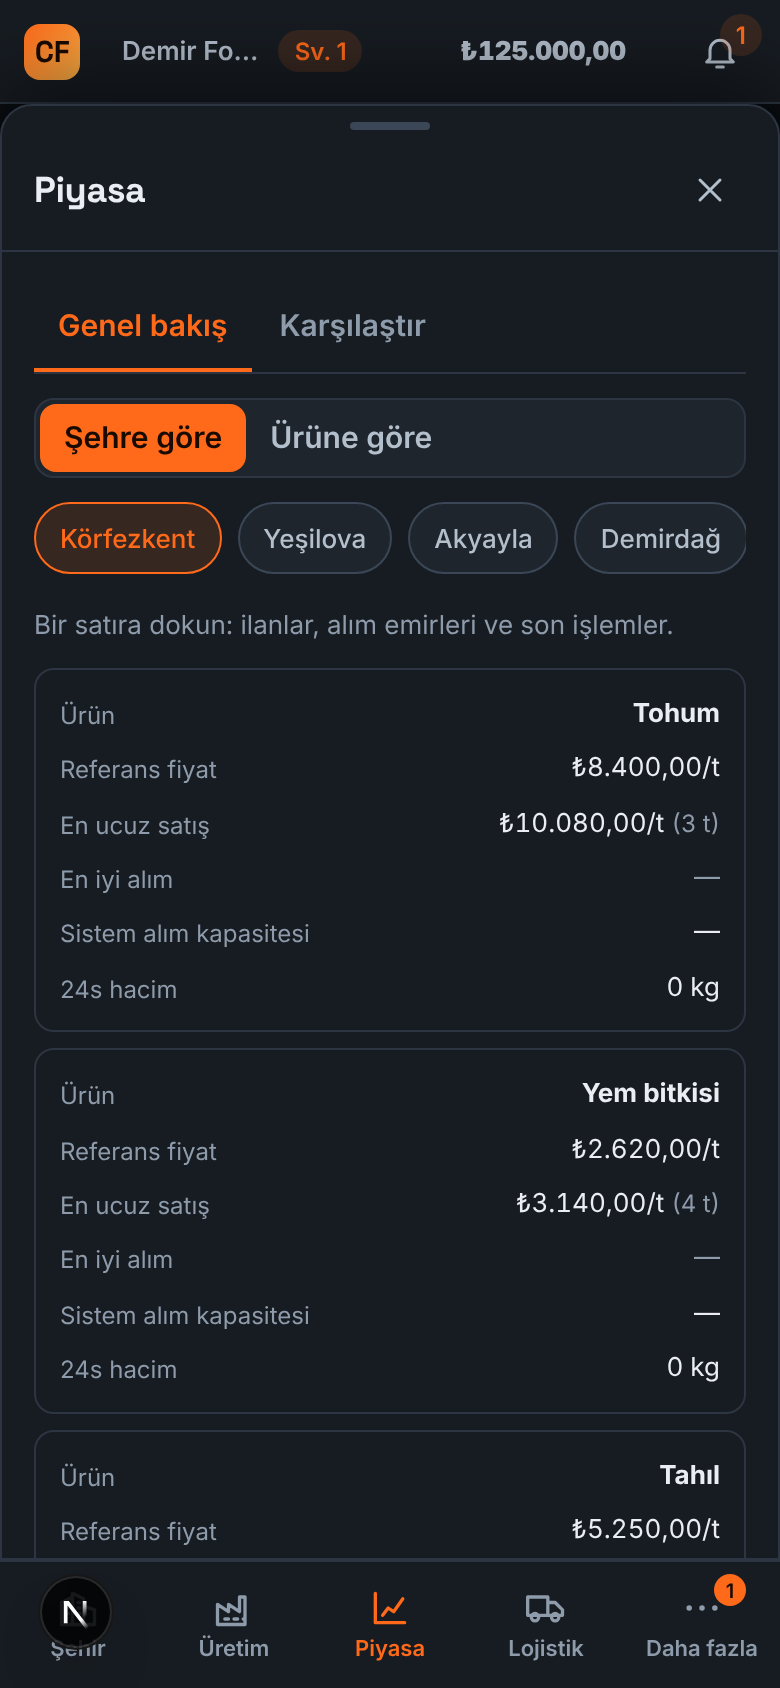 CF
Demir Fo...
Sv. 1
₺125.000,00
1
Piyasa
Genel bakış
Karşılaştır
Şehre göre
Ürüne göre
Körfezkent
Yeşilova
Akyayla
Demirdağ
Bir satıra dokun: ilanlar, alım emirleri ve son işlemler.
Ürün Tohum
Referans fiyat ₺8.400,00/t
En ucuz satış ₺10.080,00/t (3 t)
En iyi alım —
Sistem alım kapasitesi —
24s hacim 0 kg
Ürün Yem bitkisi
Referans fiyat ₺2.620,00/t
En ucuz satış ₺3.140,00/t (4 t)
En iyi alım —
Sistem alım kapasitesi —
24s hacim 0 kg
Ürün Tahıl
Referans fiyat ₺5.250,00/t
N
1
Şehir
Üretim
Piyasa
Lojistik
Daha fazla